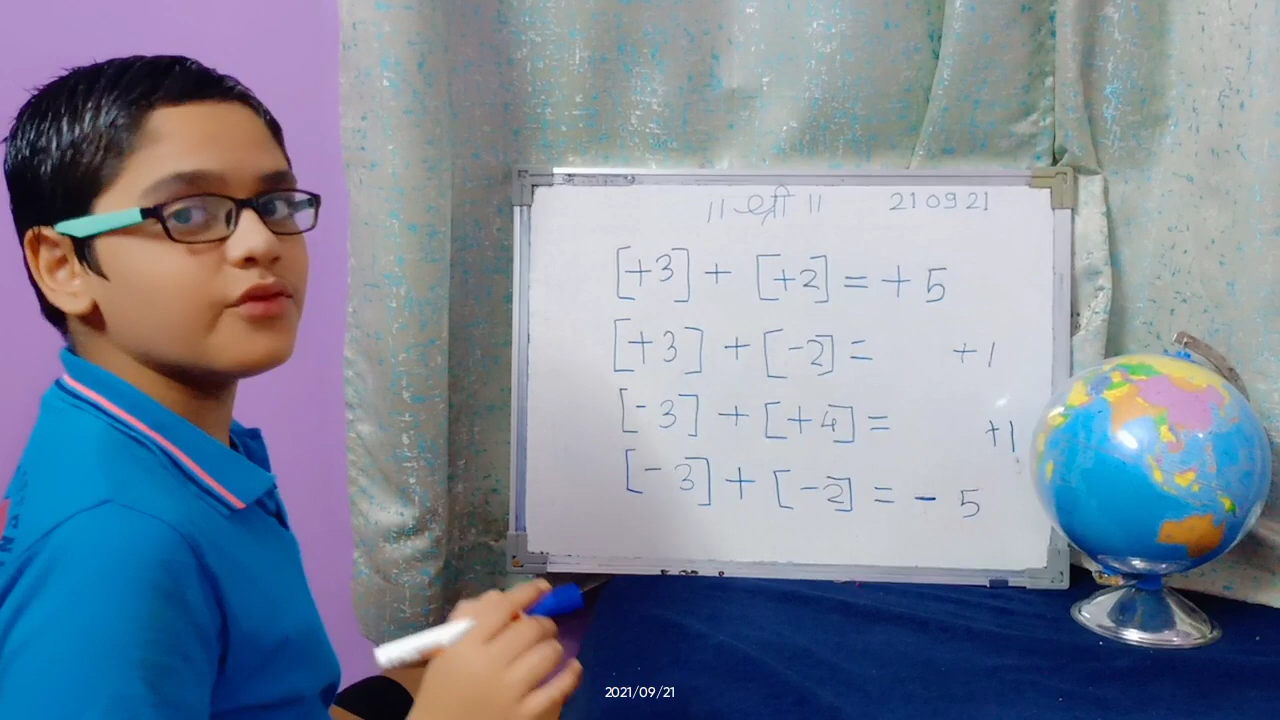 ॥ श्री ॥ 210921
[+3] + [+2] = + 5
[+3] + [-2] = +1
[-3] + [+4] = +1
[-3] + [-2] = - 5
2021/09/21